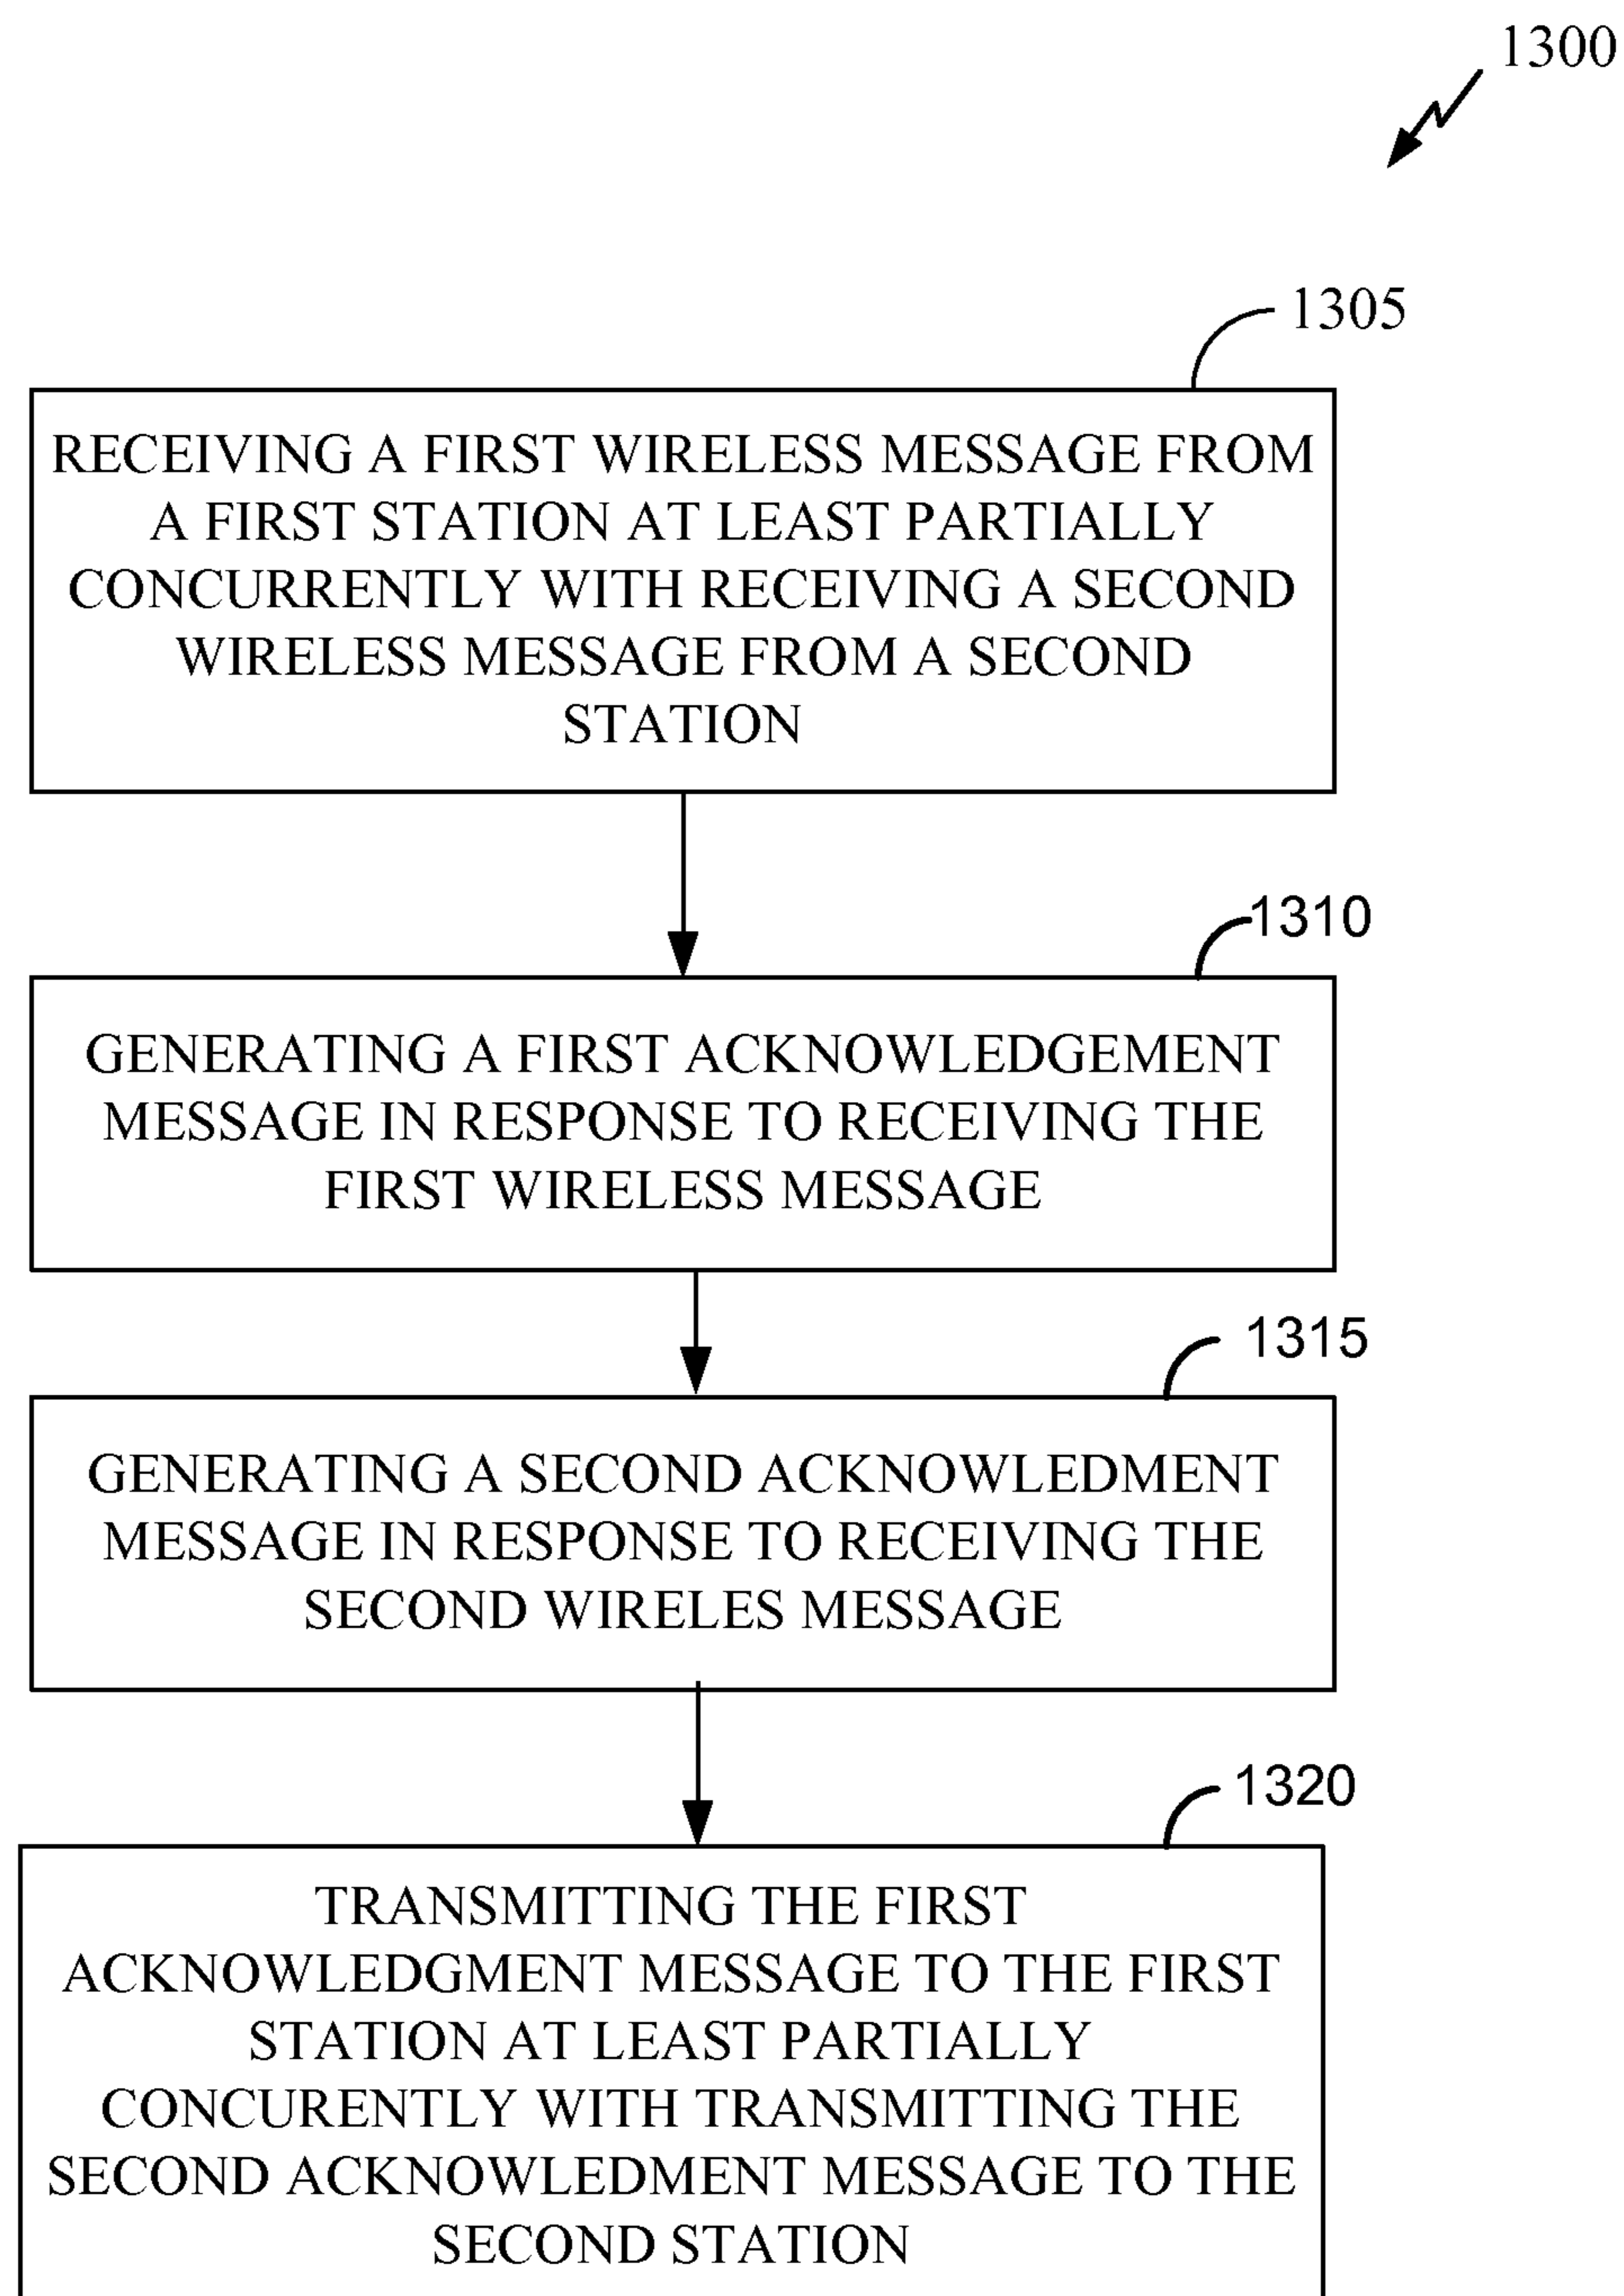 1300
1305
RECEIVING A FIRST WIRELESS MESSAGE FROM
A FIRST STATION AT LEAST PARTIALLY
CONCURRENTLY WITH RECEIVING A SECOND
WIRELESS MESSAGE FROM A SECOND
STATION
1310
GENERATING A FIRST ACKNOWLEDGEMENT
MESSAGE IN RESPONSE TO RECEIVING THE
FIRST WIRELESS MESSAGE
1315
GENERATING A SECOND ACKNOWLEDMENT
MESSAGE IN RESPONSE TO RECEIVING THE
SECOND WIRELES MESSAGE
1320
TRANSMITTING THE FIRST
ACKNOWLEDGMENT MESSAGE TO THE FIRST
STATION AT LEAST PARTIALLY
CONCURENTLY WITH TRANSMITTING THE
SECOND ACKNOWLEDMENT MESSAGE TO THE
SECOND STATION